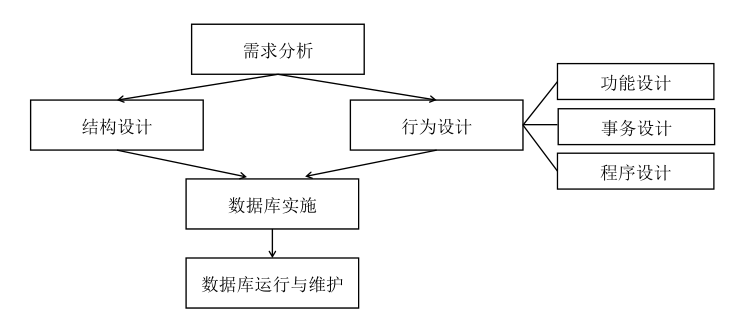 需求分析
结构设计
行为设计
功能设计
事务设计
程序设计
数据库实施
数据库运行与维护